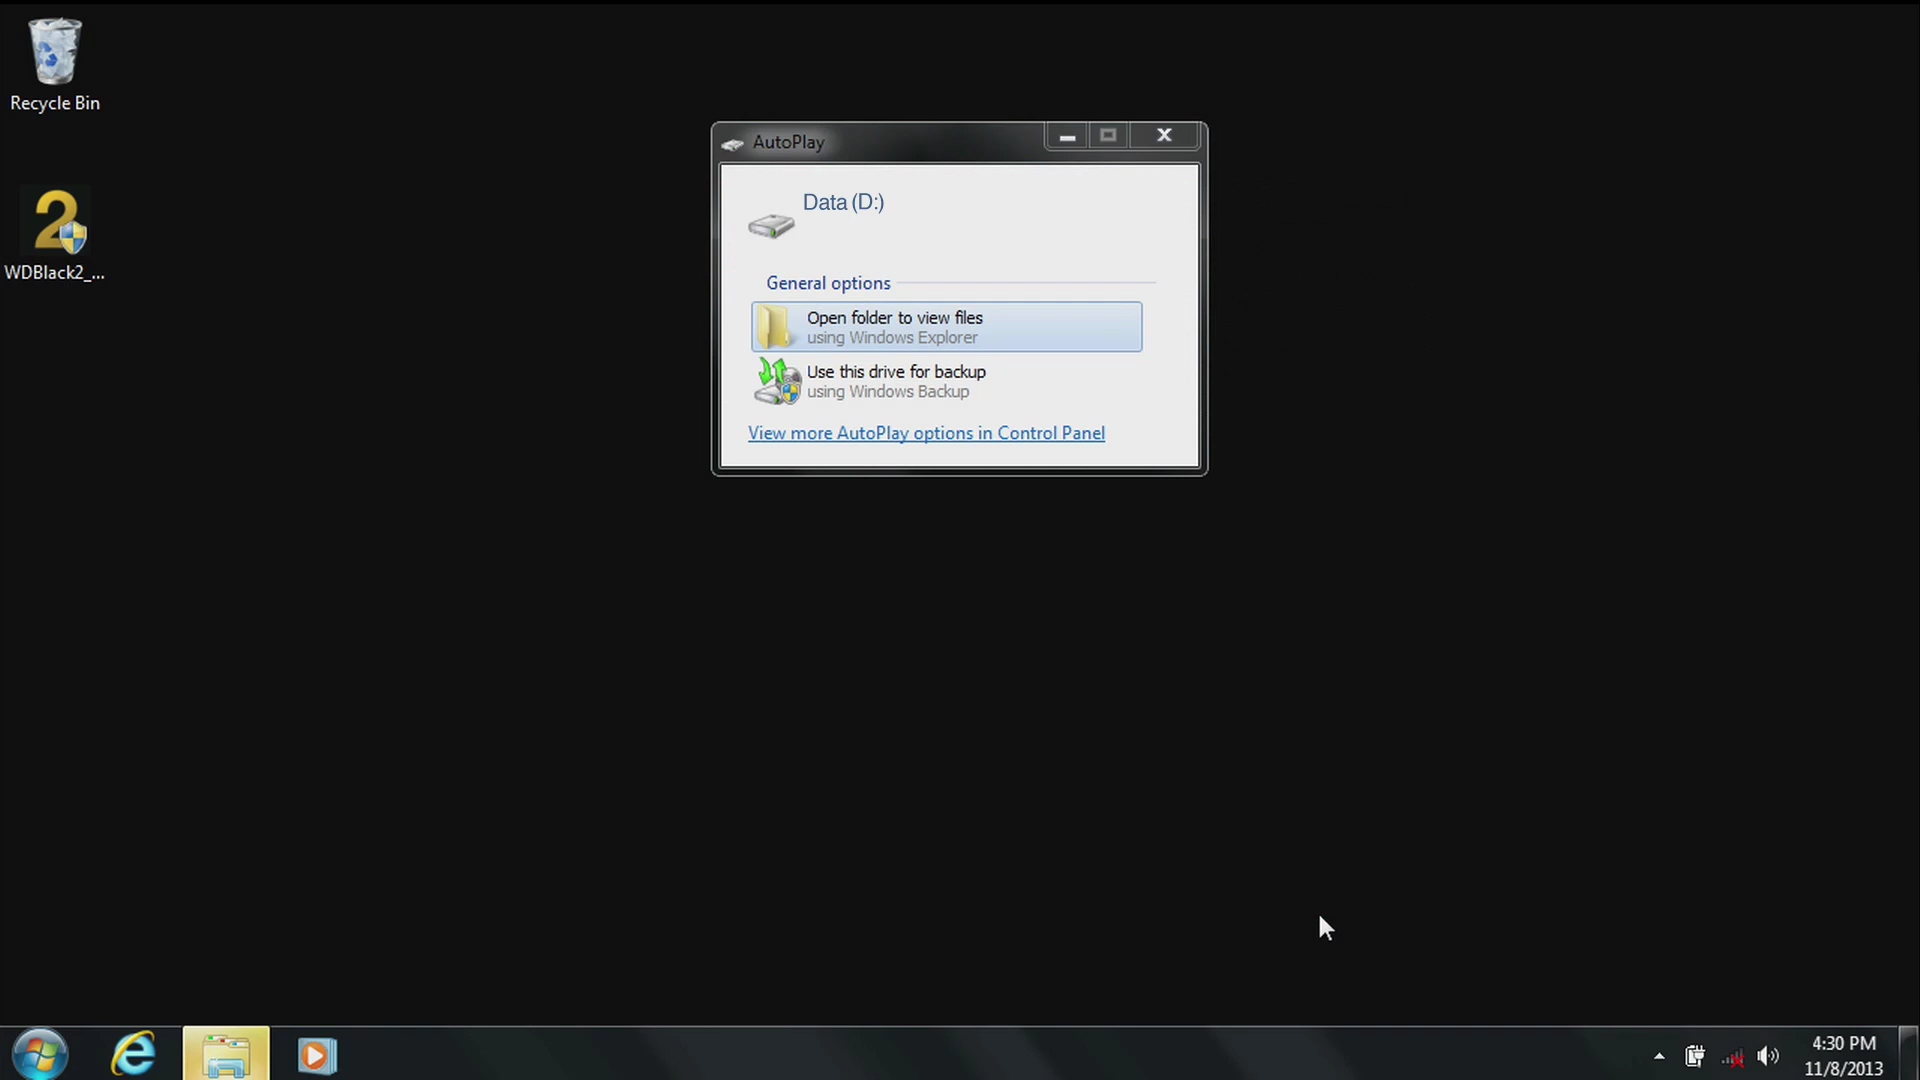 Recycle Bin
WDBlack2_...
AutoPlay
Data (D:)
General options
Open folder to view files
using Windows Explorer
Use this drive for backup
using Windows Backup
View more AutoPlay options in Control Panel
4:30 PM
11/8/2013